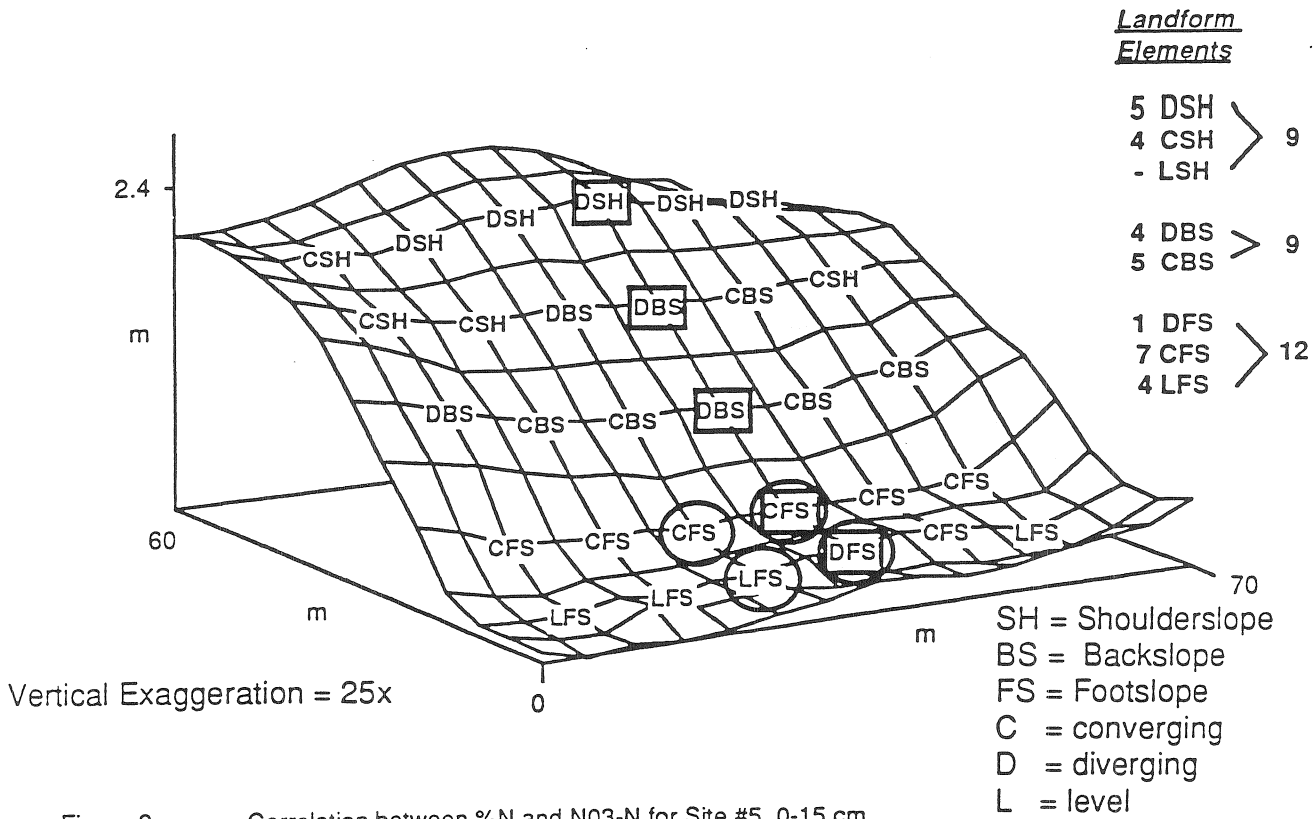 Landform
Elements
5 DSH
4 CSH 9
- LSH
4 DBS 9
5 CBS
1 DFS
7 CFS 12
4 LFS
2.4
m
DSH DSH DSH
DSH
CSH DSH
CSH CSH DBS DBS CBS CSH
DBS CBS CBS DBS CBS CBS
CFS CFS CFS CFS CFS CFS
LFS LFS LFS DFS CFS LFS
60
m
0
m
70
Vertical Exaggeration = 25x
SH = Shoulderslope
BS = Backslope
FS = Footslope
C = converging
D = diverging
L = level
Correlation between %N and N03-N for Site #5, 0-15 cm